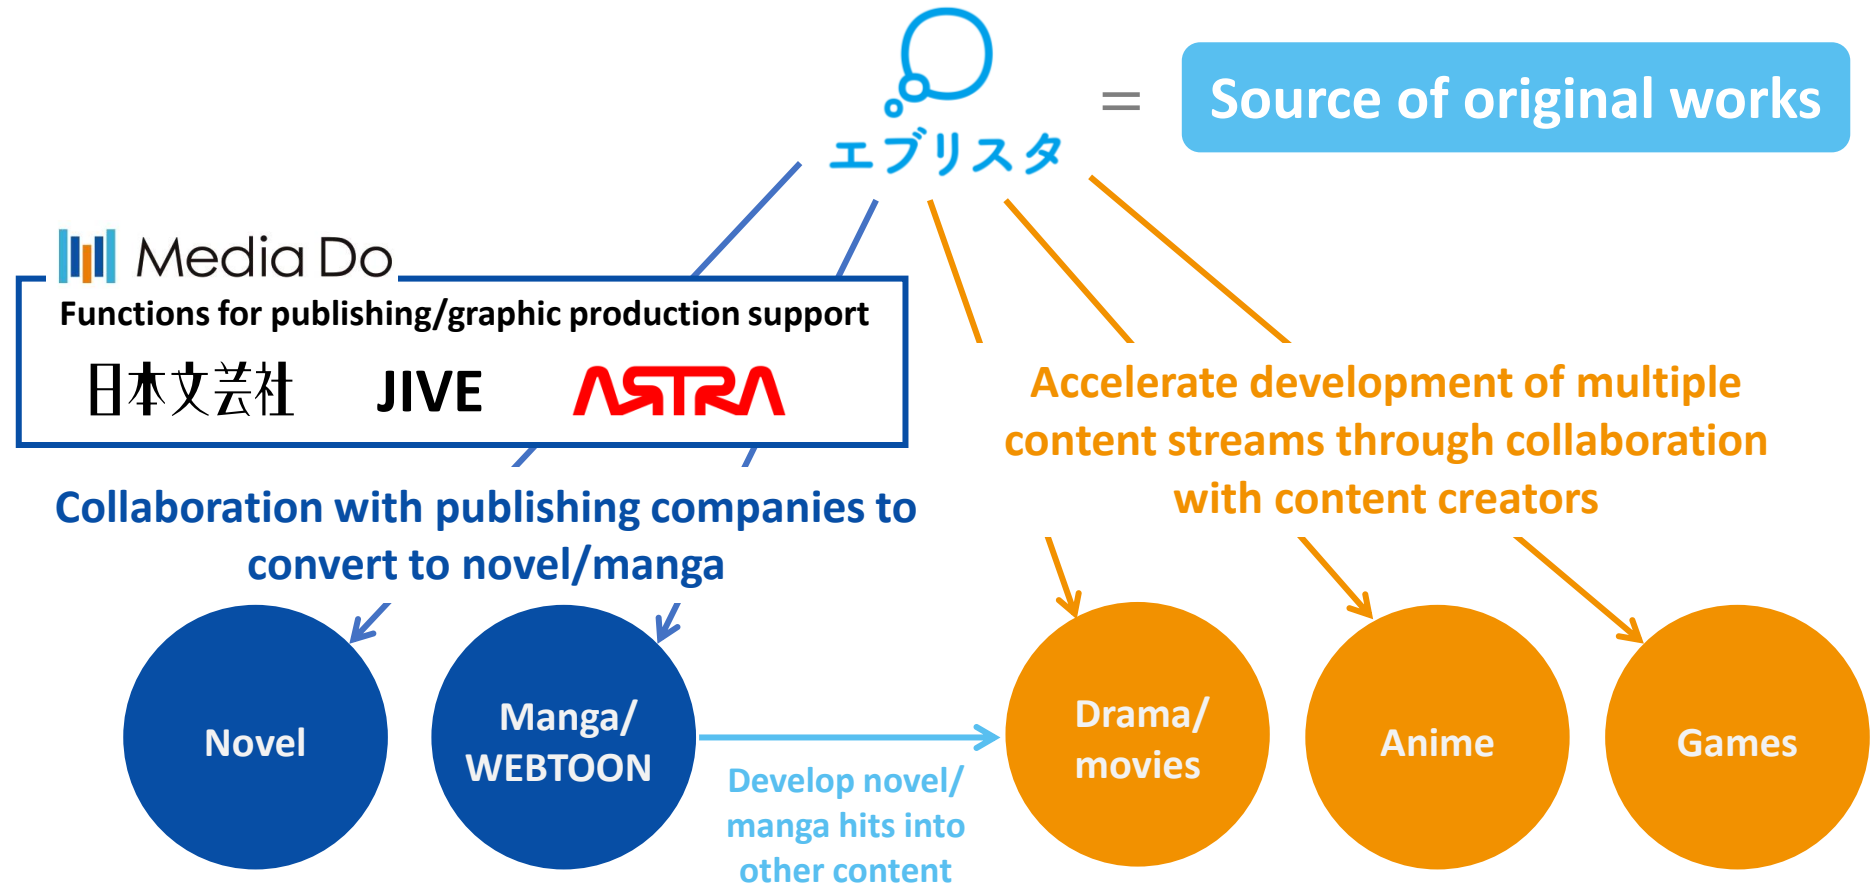 エブリスタ
=
Source of original works
Media Do
Functions for publishing/graphic production support
日本文芸社
JIVE
ASTRA
Collaboration with publishing companies to
convert to novel/manga
Accelerate development of multiple
content streams through collaboration
with content creators
Novel
Manga/
WEBTOON
Develop novel/
manga hits into
other content
Drama/
movies
Anime
Games